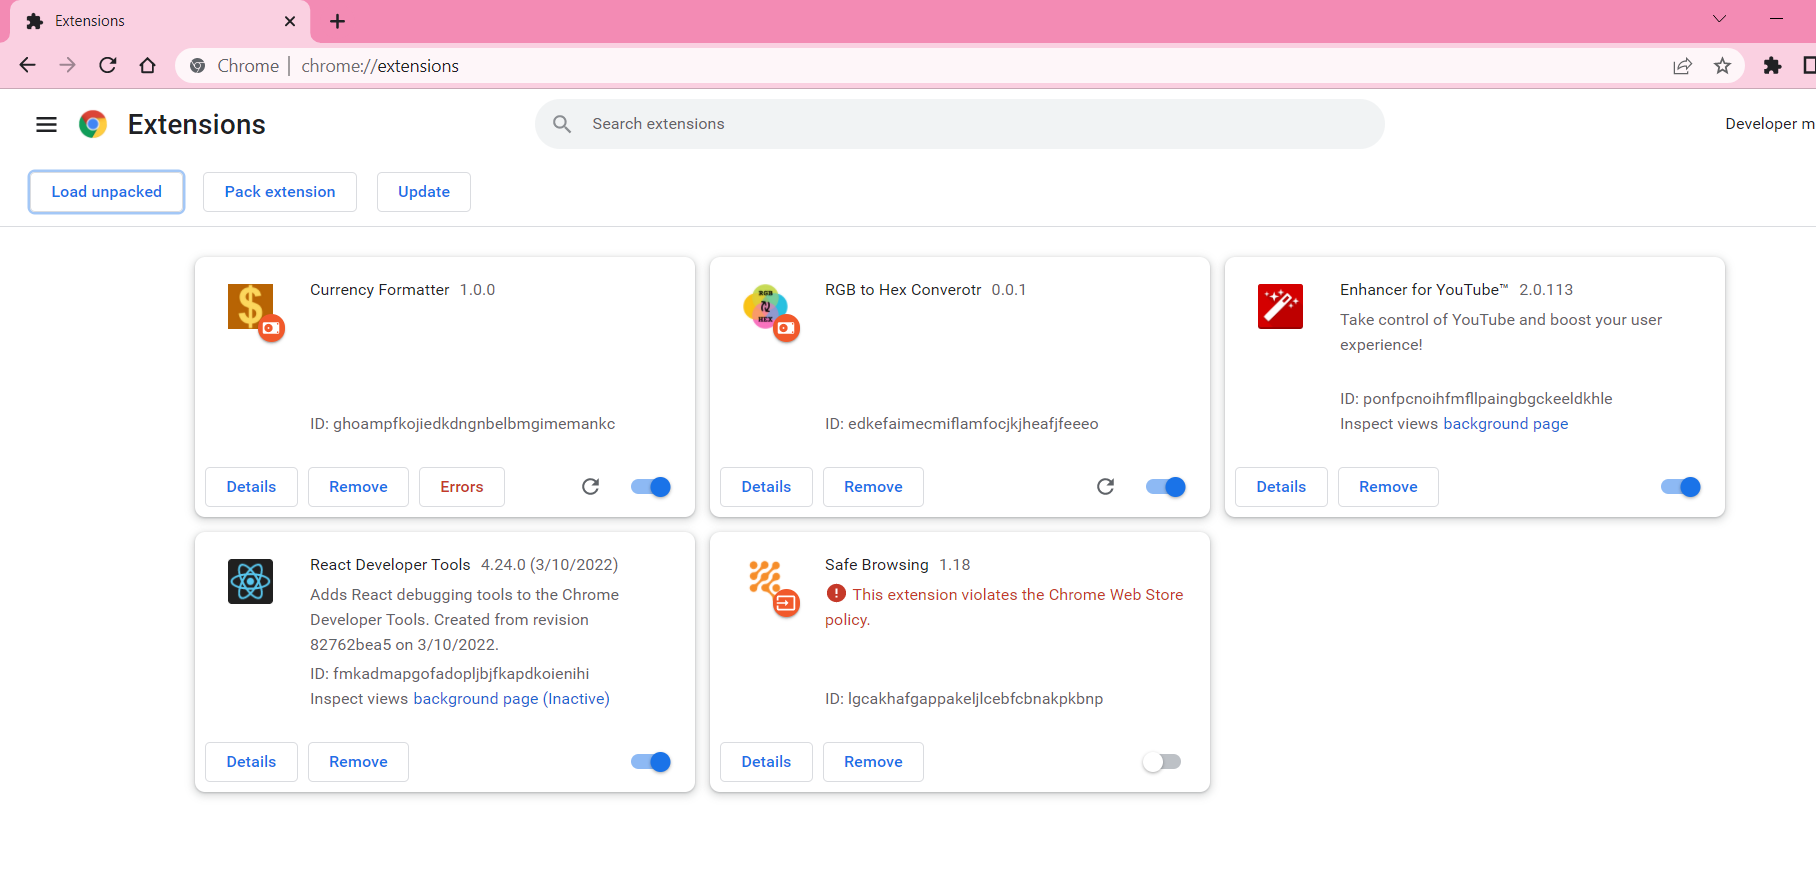 Extensions
Chrome | chrome://extensions
Extensions
Search extensions
Developer m
Load unpacked
Pack extension
Update
Currency Formatter 1.0.0
ID: ghoampfkojiedkdngnbelbmgimemankc
Details
Remove
Errors
RGB
HEX
RGB to Hex Converotr 0.0.1
ID: edkefaimecmiflamfocjkjheafjfeeeo
Details
Remove
Enhancer for YouTube™ 2.0.113
Take control of YouTube and boost your user
experience!
ID: ponfpcnoihfmfllpaingbgckeeldkhle
Inspect views background page
Details
Remove
React Developer Tools 4.24.0 (3/10/2022)
Adds React debugging tools to the Chrome
Developer Tools. Created from revision
82762bea5 on 3/10/2022.
ID: fmkadmapgofadopljbjfkapdkoienihi
Inspect views background page (Inactive)
Details
Remove
Safe Browsing 1.18
This extension violates the Chrome Web Store
policy.
ID: lgcakhafgappakeljlcebfcbnakpkbnp
Details
Remove